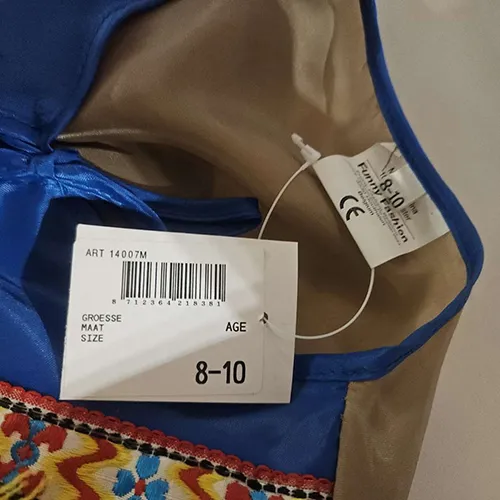 ART 14007M
8 712364 218381
GROESSE
MAAT
SIZE
AGE
8-10
8-10
Funny Fashion
CE